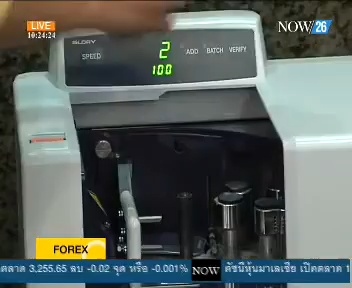 LIVE
10:24:24
NOW 26
GLORY
2
SPEED
ADD BATCH VERIFY
100
FOREX
ตลาด 3,255.65 ลบ -0.02 จุด หรือ -0.001% NOW ดัชนีหุ้นมาเลเซีย เปิดตลาด 1